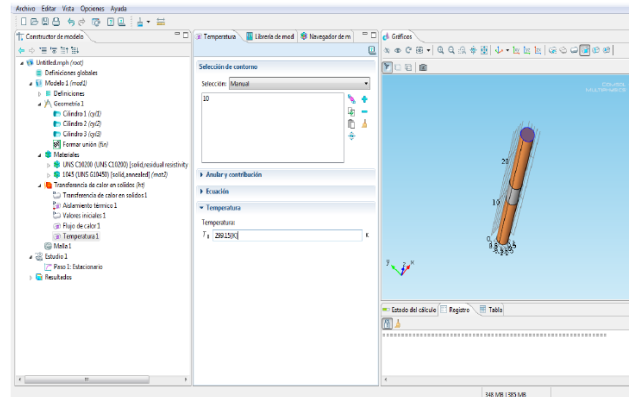 Archivo Editar Vista Opciones Ayuda
Constructor de modelo
Untitled.mph (root)
Definiciones globales
Modelo 1 (mod1)
Definiciones
Geometría 1
Cilindro 1 (cyl1)
Cilindro 2 (cyl2)
Cilindro 3 (cyl3)
Formar unión (fin)
Materiales
UNS C10200 (UNS C10200) [solid,residual resistivity
1045 (UNS G10450) [solid,annealed] (mat2)
Transferencia de calor en sólidos (ht)
Transferencia de calor en sólidos 1
Aislamiento térmico 1
Valores iniciales 1
Flujo de calor 1
Temperatura 1
Malla 1
Estudio 1
Paso 1: Estacionario
Resultados
Temperatura
Librería de mod
Navegador de m
Selección de contorno
Selección: Manual
10
Anular y contribución
Ecuación
Temperatura
Temperatura:
T₀ 299.15[K] K
Gráficos
20
10
0
y z x
Estado del cálculo
Registro
Tabla
348 MB | 385 MB